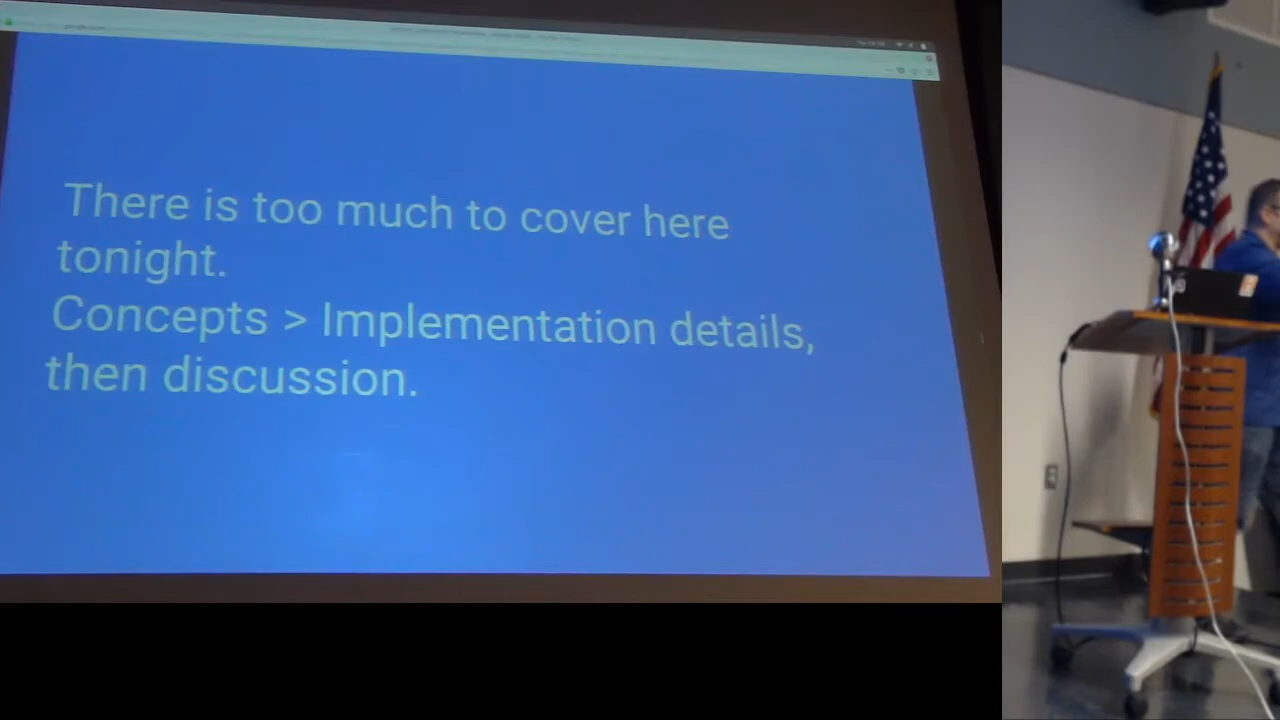 There is too much to cover here
tonight.
Concepts > Implementation details,
then discussion.